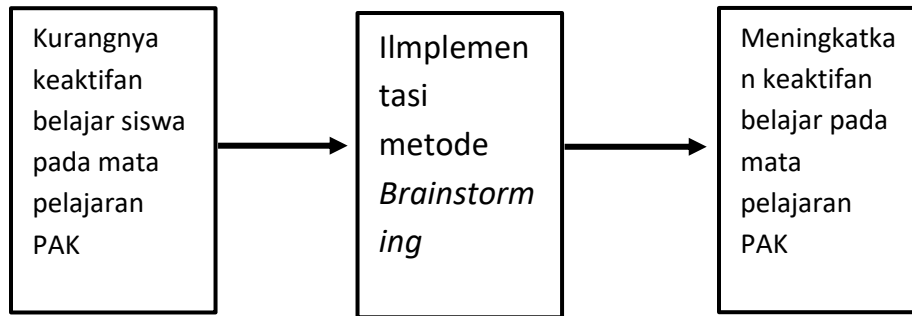 Kurangnya
keaktifan
belajar siswa
pada mata
pelajaran
PAK
Ilmplemen
tasi
metode
Brainstorm
ing
Meningkatka
n keaktifan
belajar pada
mata
pelajaran
PAK